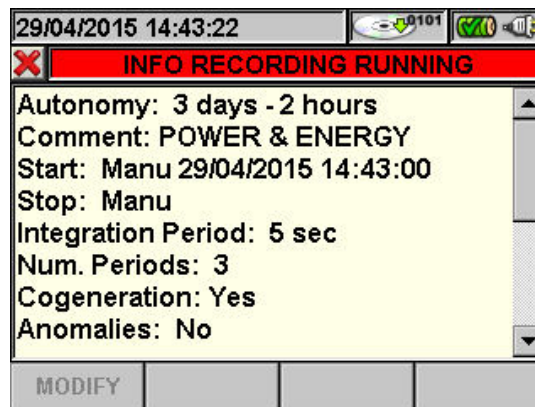 29/04/2015 14:43:22 0101
INFO RECORDING RUNNING
Autonomy: 3 days - 2 hours
Comment: POWER & ENERGY
Start: Manu 29/04/2015 14:43:00
Stop: Manu
Integration Period: 5 sec
Num. Periods: 3
Cogeneration: Yes
Anomalies: No
MODIFY